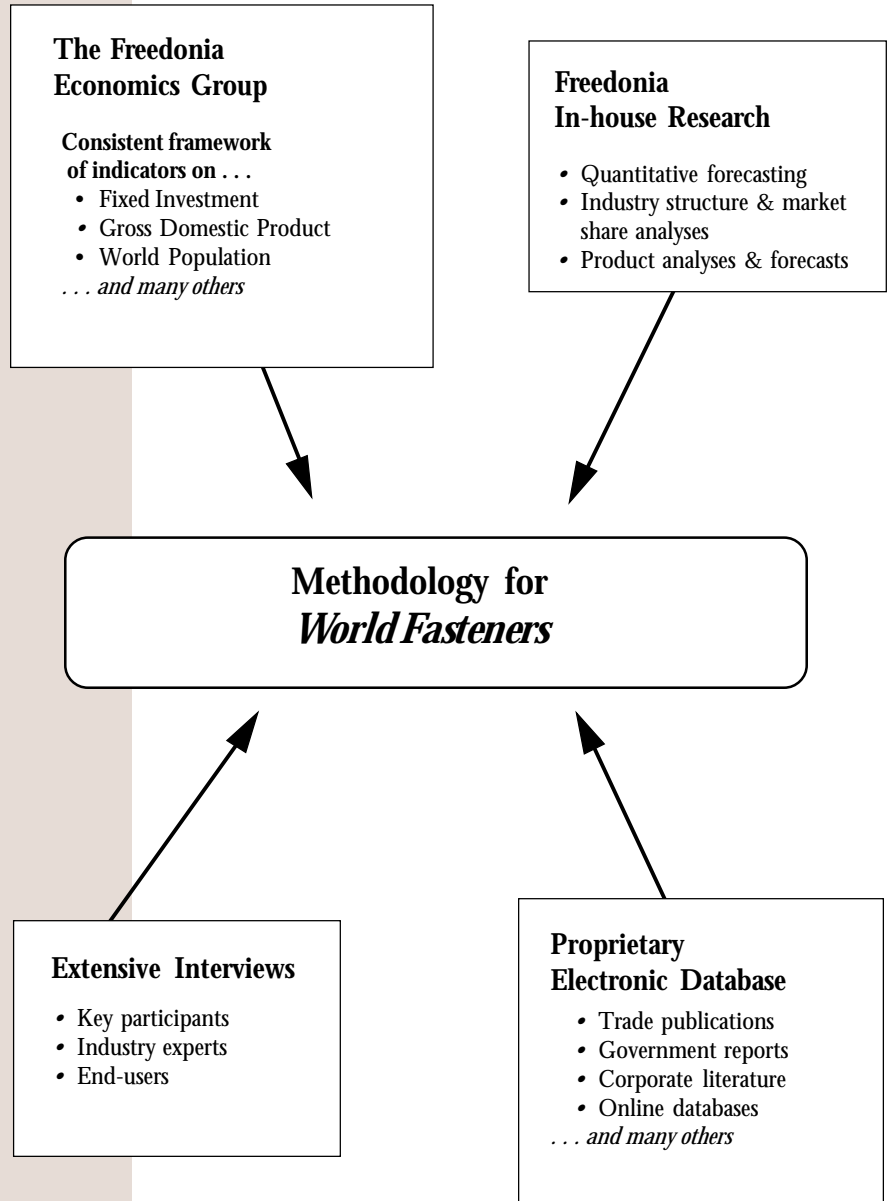 The Freedonia
Economics Group
Consistent framework
of indicators on . . .
• Fixed Investment
• Gross Domestic Product
• World Population
. . . and many others
Freedonia
In-house Research
• Quantitative forecasting
• Industry structure & market
share analyses
• Product analyses & forecasts
Methodology for
World Fasteners
Extensive Interviews
• Key participants
• Industry experts
• End-users
Proprietary
Electronic Database
• Trade publications
• Government reports
• Corporate literature
• Online databases
. . . and many others